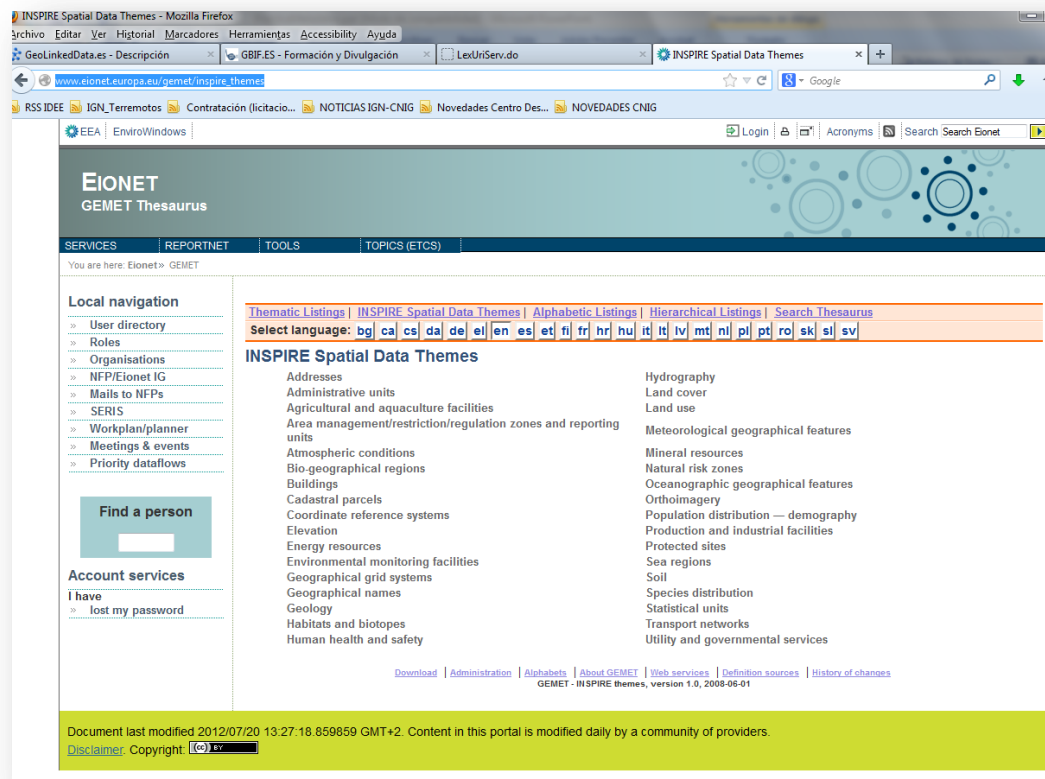 INSPIRE Spatial Data Themes - Mozilla Firefox
Archivo Editar Ver Historial Marcadores Herramientas Accessibility Ayuda
GeoLinkedData.es - Descripción × GBIF.ES - Formación y Divulgación × LexUriServ.do × INSPIRE Spatial Data Themes × +
www.eionet.europa.eu/gemet/inspire_themes Google
RSS IDEE IGN_Terremotos Contratación (licitacio... NOTICIAS IGN-CNIG Novedades Centro Des... NOVEDADES CNIG
EEA EnviroWindows Login Acronyms Search Search Eionet
EIONET
GEMET Thesaurus
SERVICES REPORTNET TOOLS TOPICS (ETCS)
You are here: Eionet» GEMET
Local navigation
» User directory
» Roles
» Organisations
» NFP/Eionet IG
» Mails to NFPs
» SERIS
» Workplan/planner
» Meetings & events
» Priority dataflows
Find a person
Account services
I have
» lost my password
Thematic Listings | INSPIRE Spatial Data Themes | Alphabetic Listings | Hierarchical Listings | Search Thesaurus
Select language: bg ca cs da de el en es et fi fr hr hu it lt lv mt nl pl pt ro sk sl sv
INSPIRE Spatial Data Themes
Addresses
Administrative units
Agricultural and aquaculture facilities
Area management/restriction/regulation zones and reporting
units
Atmospheric conditions
Bio-geographical regions
Buildings
Cadastral parcels
Coordinate reference systems
Elevation
Energy resources
Environmental monitoring facilities
Geographical grid systems
Geographical names
Geology
Habitats and biotopes
Human health and safety
Hydrography
Land cover
Land use
Meteorological geographical features
Mineral resources
Natural risk zones
Oceanographic geographical features
Orthoimagery
Population distribution — demography
Production and industrial facilities
Protected sites
Sea regions
Soil
Species distribution
Statistical units
Transport networks
Utility and governmental services
Download | Administration | Alphabets | About GEMET | Web services | Definition sources | History of changes
GEMET - INSPIRE themes, version 1.0, 2008-06-01
Document last modified 2012/07/20 13:27:18.859859 GMT+2. Content in this portal is modified daily by a community of providers.
Disclaimer. Copyright: (cc) BY